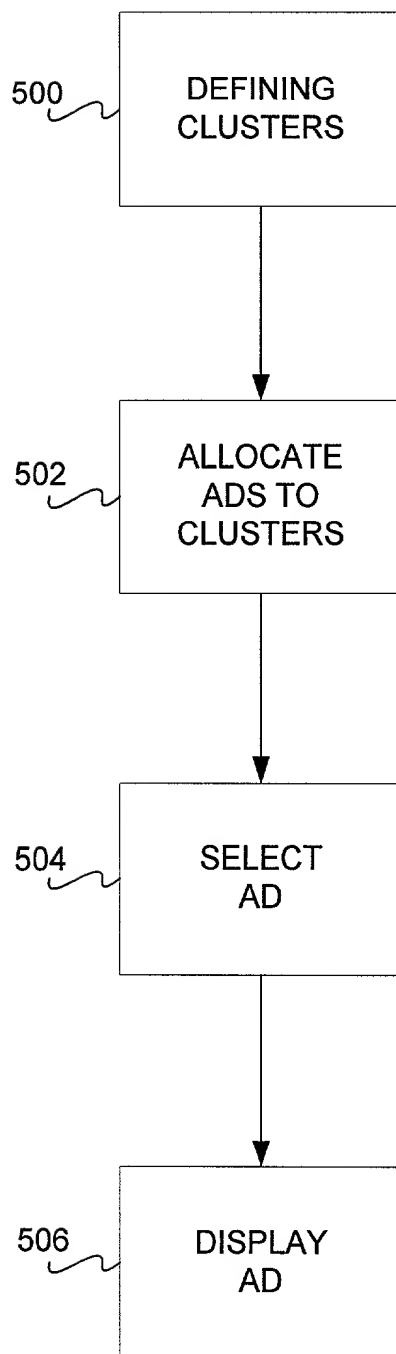 500
DEFINING
CLUSTERS
502
ALLOCATE
ADS TO
CLUSTERS
504
SELECT
AD
506
DISPLAY
AD